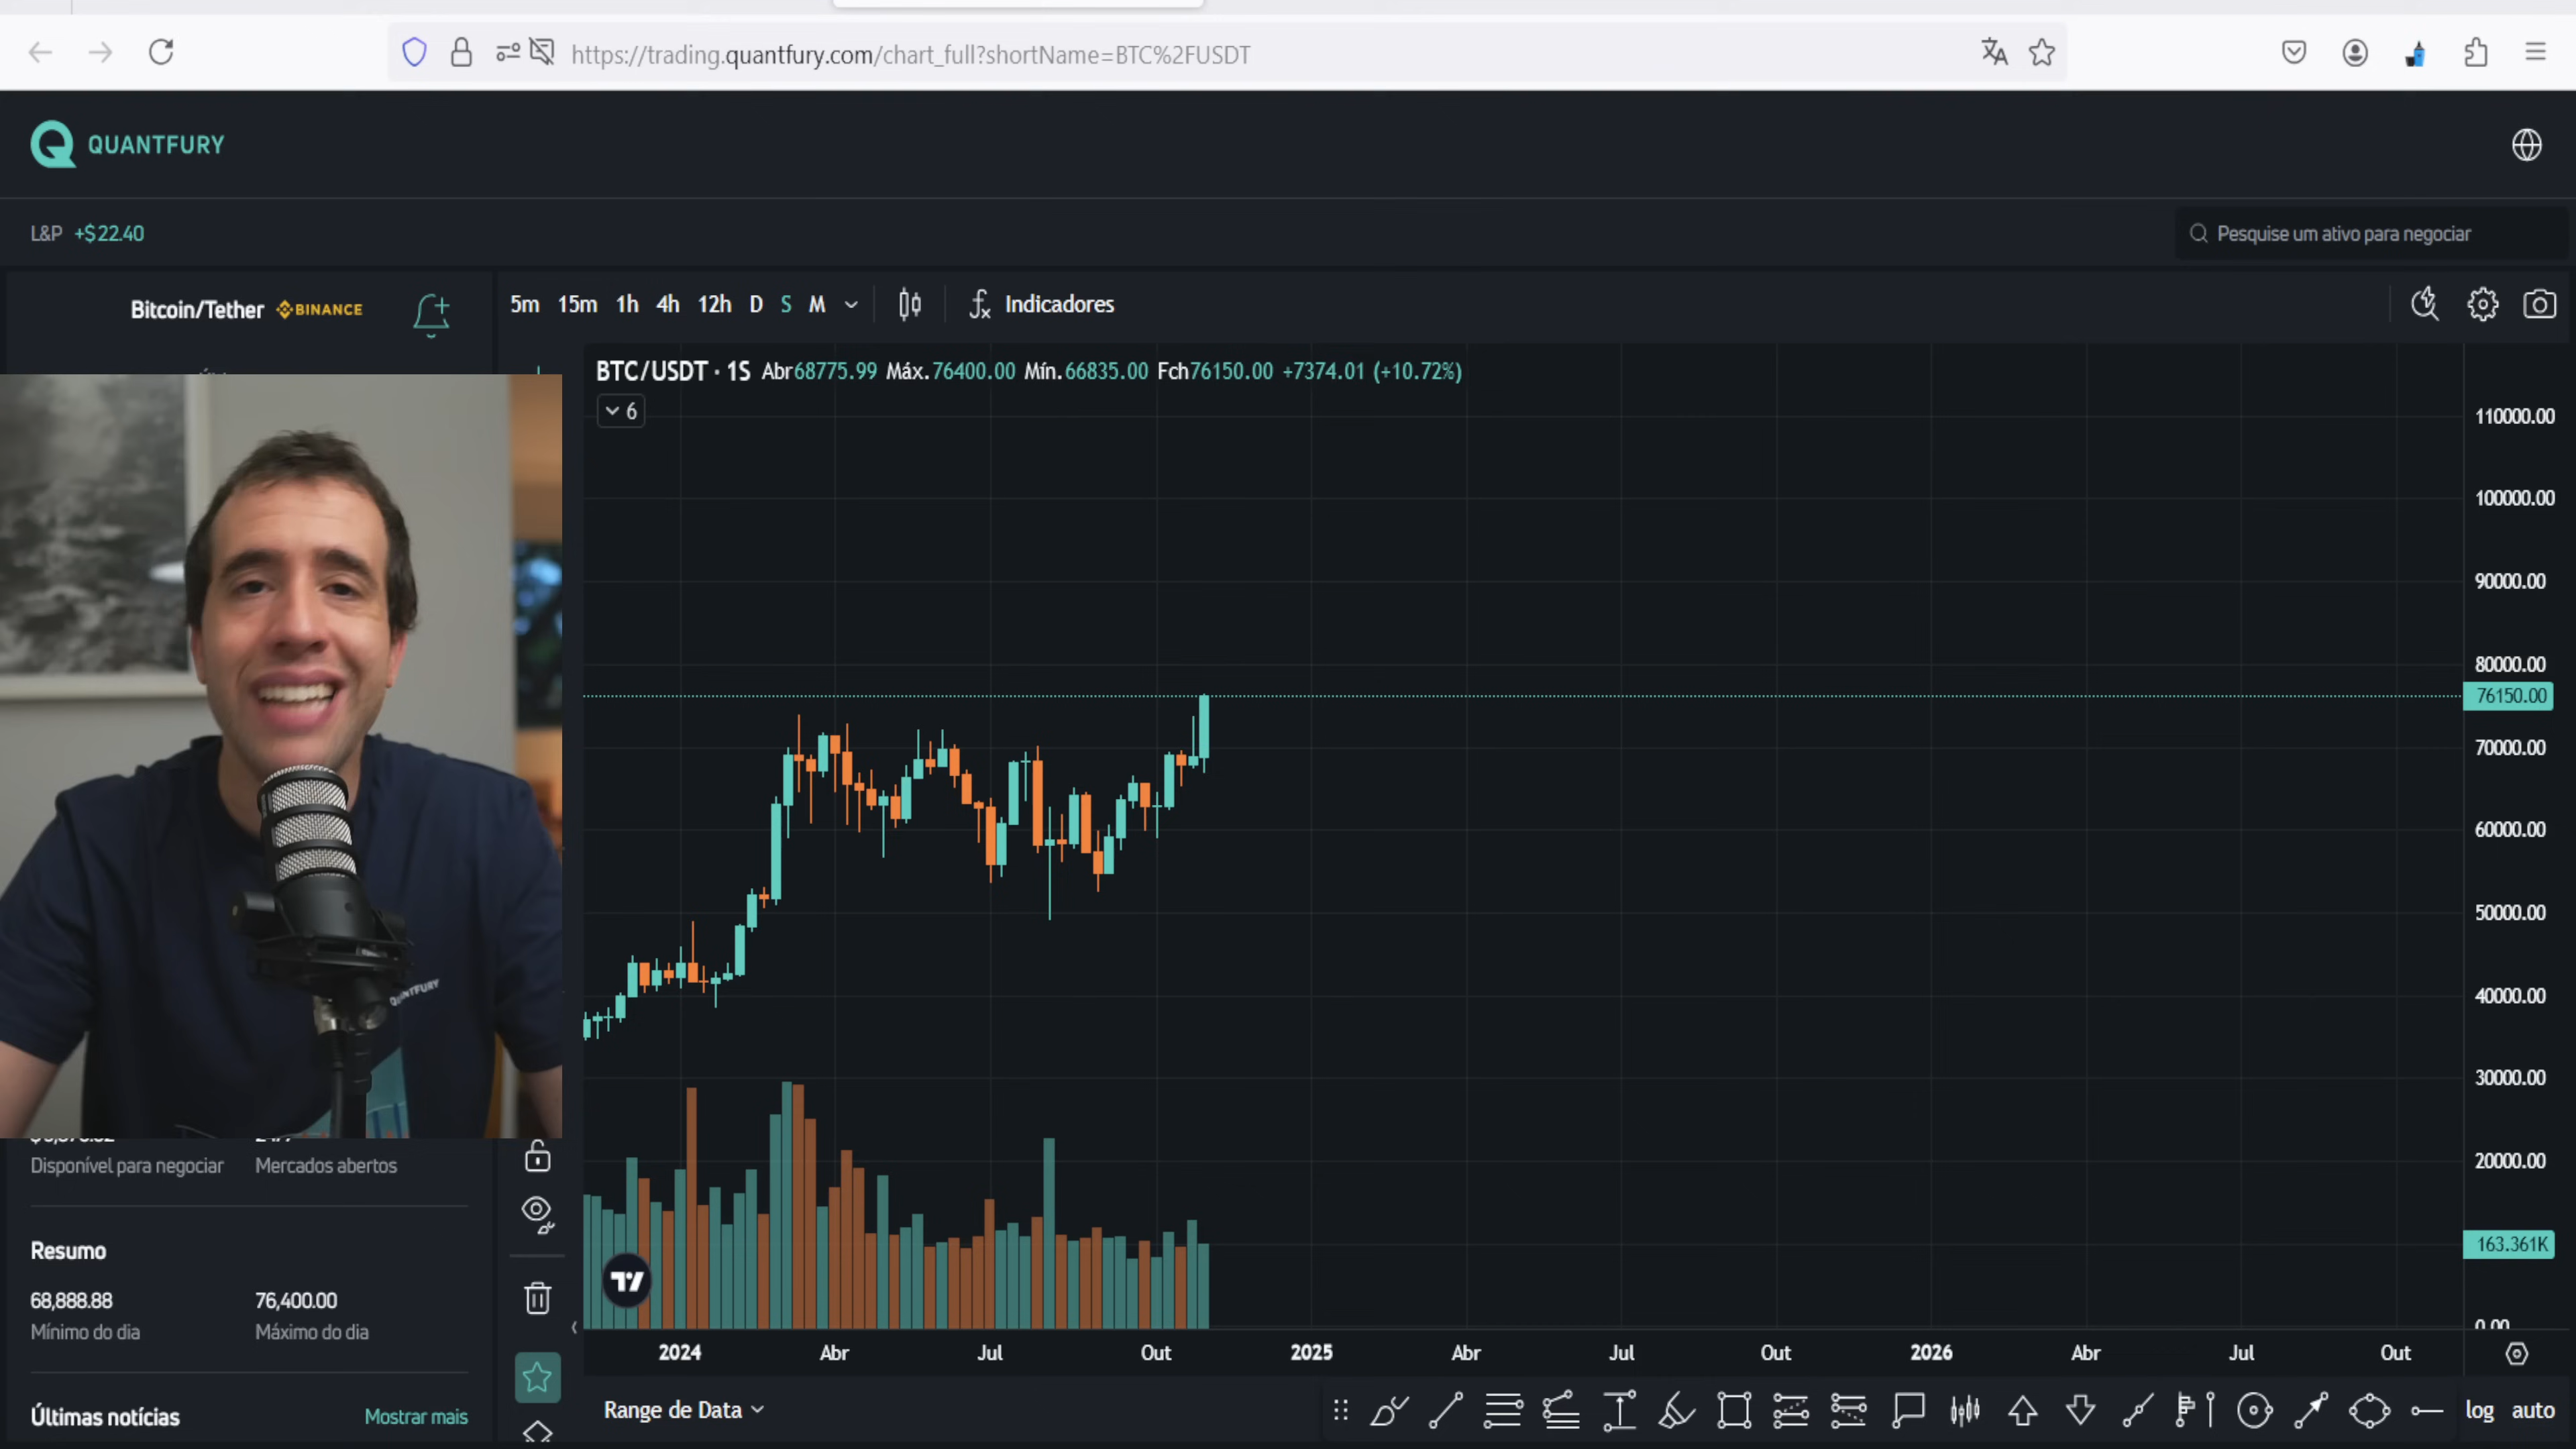 https://trading.quantfury.com/chart_full?shortName=BTC%2FUSDT
QUANTFURY
L&P +$22.40
Pesquise um ativo para negociar
Bitcoin/Tether BINANCE
5m 15m 1h 4h 12h D S M
Indicadores
BTC/USDT · 1S Abr68775.99 Máx.76400.00 Mín.66835.00 Fch76150.00 +7374.01 (+10.72%)
6
110000.00
100000.00
90000.00
80000.00
76150.00
70000.00
60000.00
50000.00
40000.00
30000.00
20000.00
163.361K
0.00
QUANTFURY
Disponível para negociar Mercados abertos
Resumo
68,888.88 76,400.00
Mínimo do dia Máximo do dia
Últimas notícias Mostrar mais
2024 Abr Jul Out 2025 Abr Jul Out 2026 Abr Jul Out
Range de Data
log auto